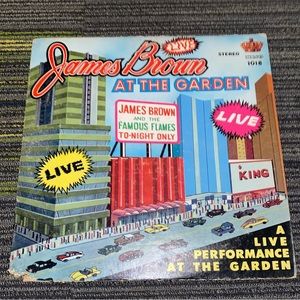 LIVE
STEREO
1018
James Brown
AT THE GARDEN
JAMES BROWN
AND THE
FAMOUS FLAMES
TO-NIGHT ONLY
LIVE
LIVE
KING
A
LIVE
PERFORMANCE
AT THE GARDEN